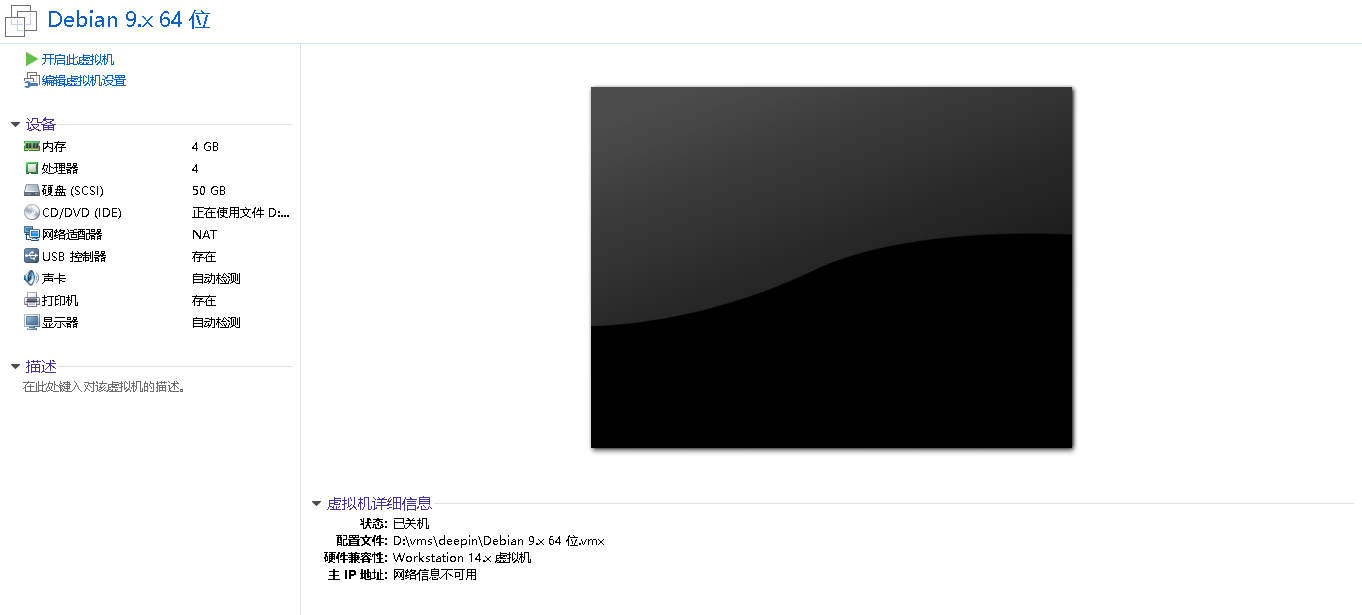 Debian 9.x 64 位
开启此虚拟机
编辑虚拟机设置
设备
内存 4 GB
处理器 4
硬盘 (SCSI) 50 GB
CD/DVD (IDE) 正在使用文件 D:...
网络适配器 NAT
USB 控制器 存在
声卡 自动检测
打印机 存在
显示器 自动检测
描述
在此处键入对该虚拟机的描述。
虚拟机详细信息
状态: 已关机
配置文件: D:\vms\deepin\Debian 9.x 64 位.vmx
硬件兼容性: Workstation 14.x 虚拟机
主 IP 地址: 网络信息不可用